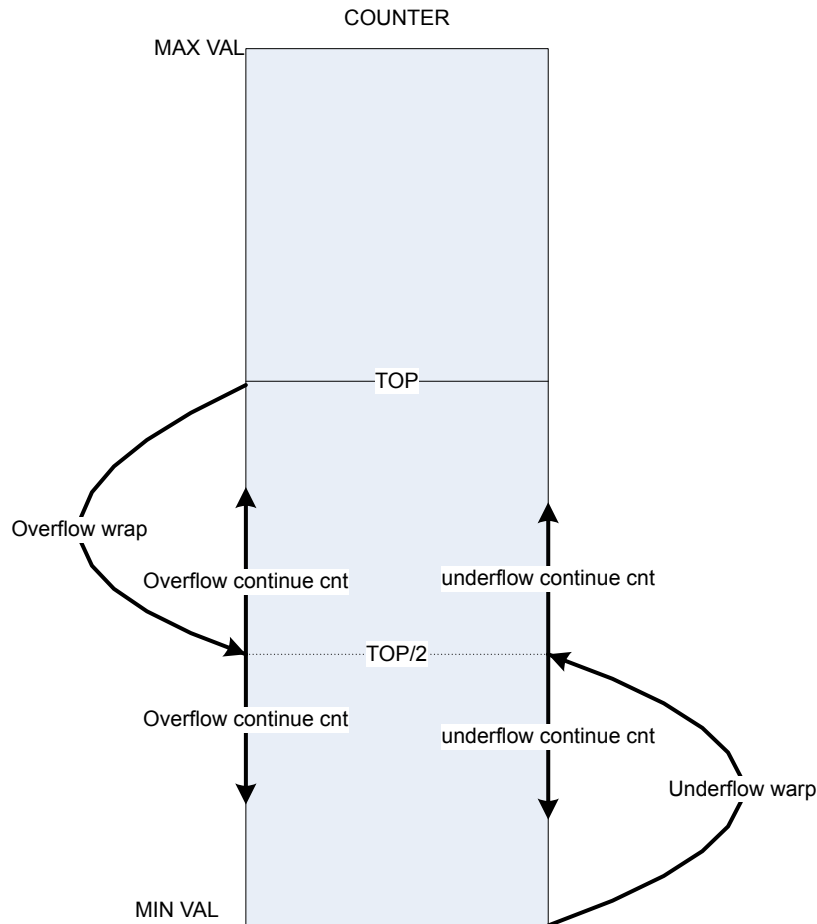 COUNTER
MAX VAL
TOP
Overflow wrap
Overflow continue cnt
underflow continue cnt
TOP/2
Overflow continue cnt
underflow continue cnt
Underflow warp
MIN VAL